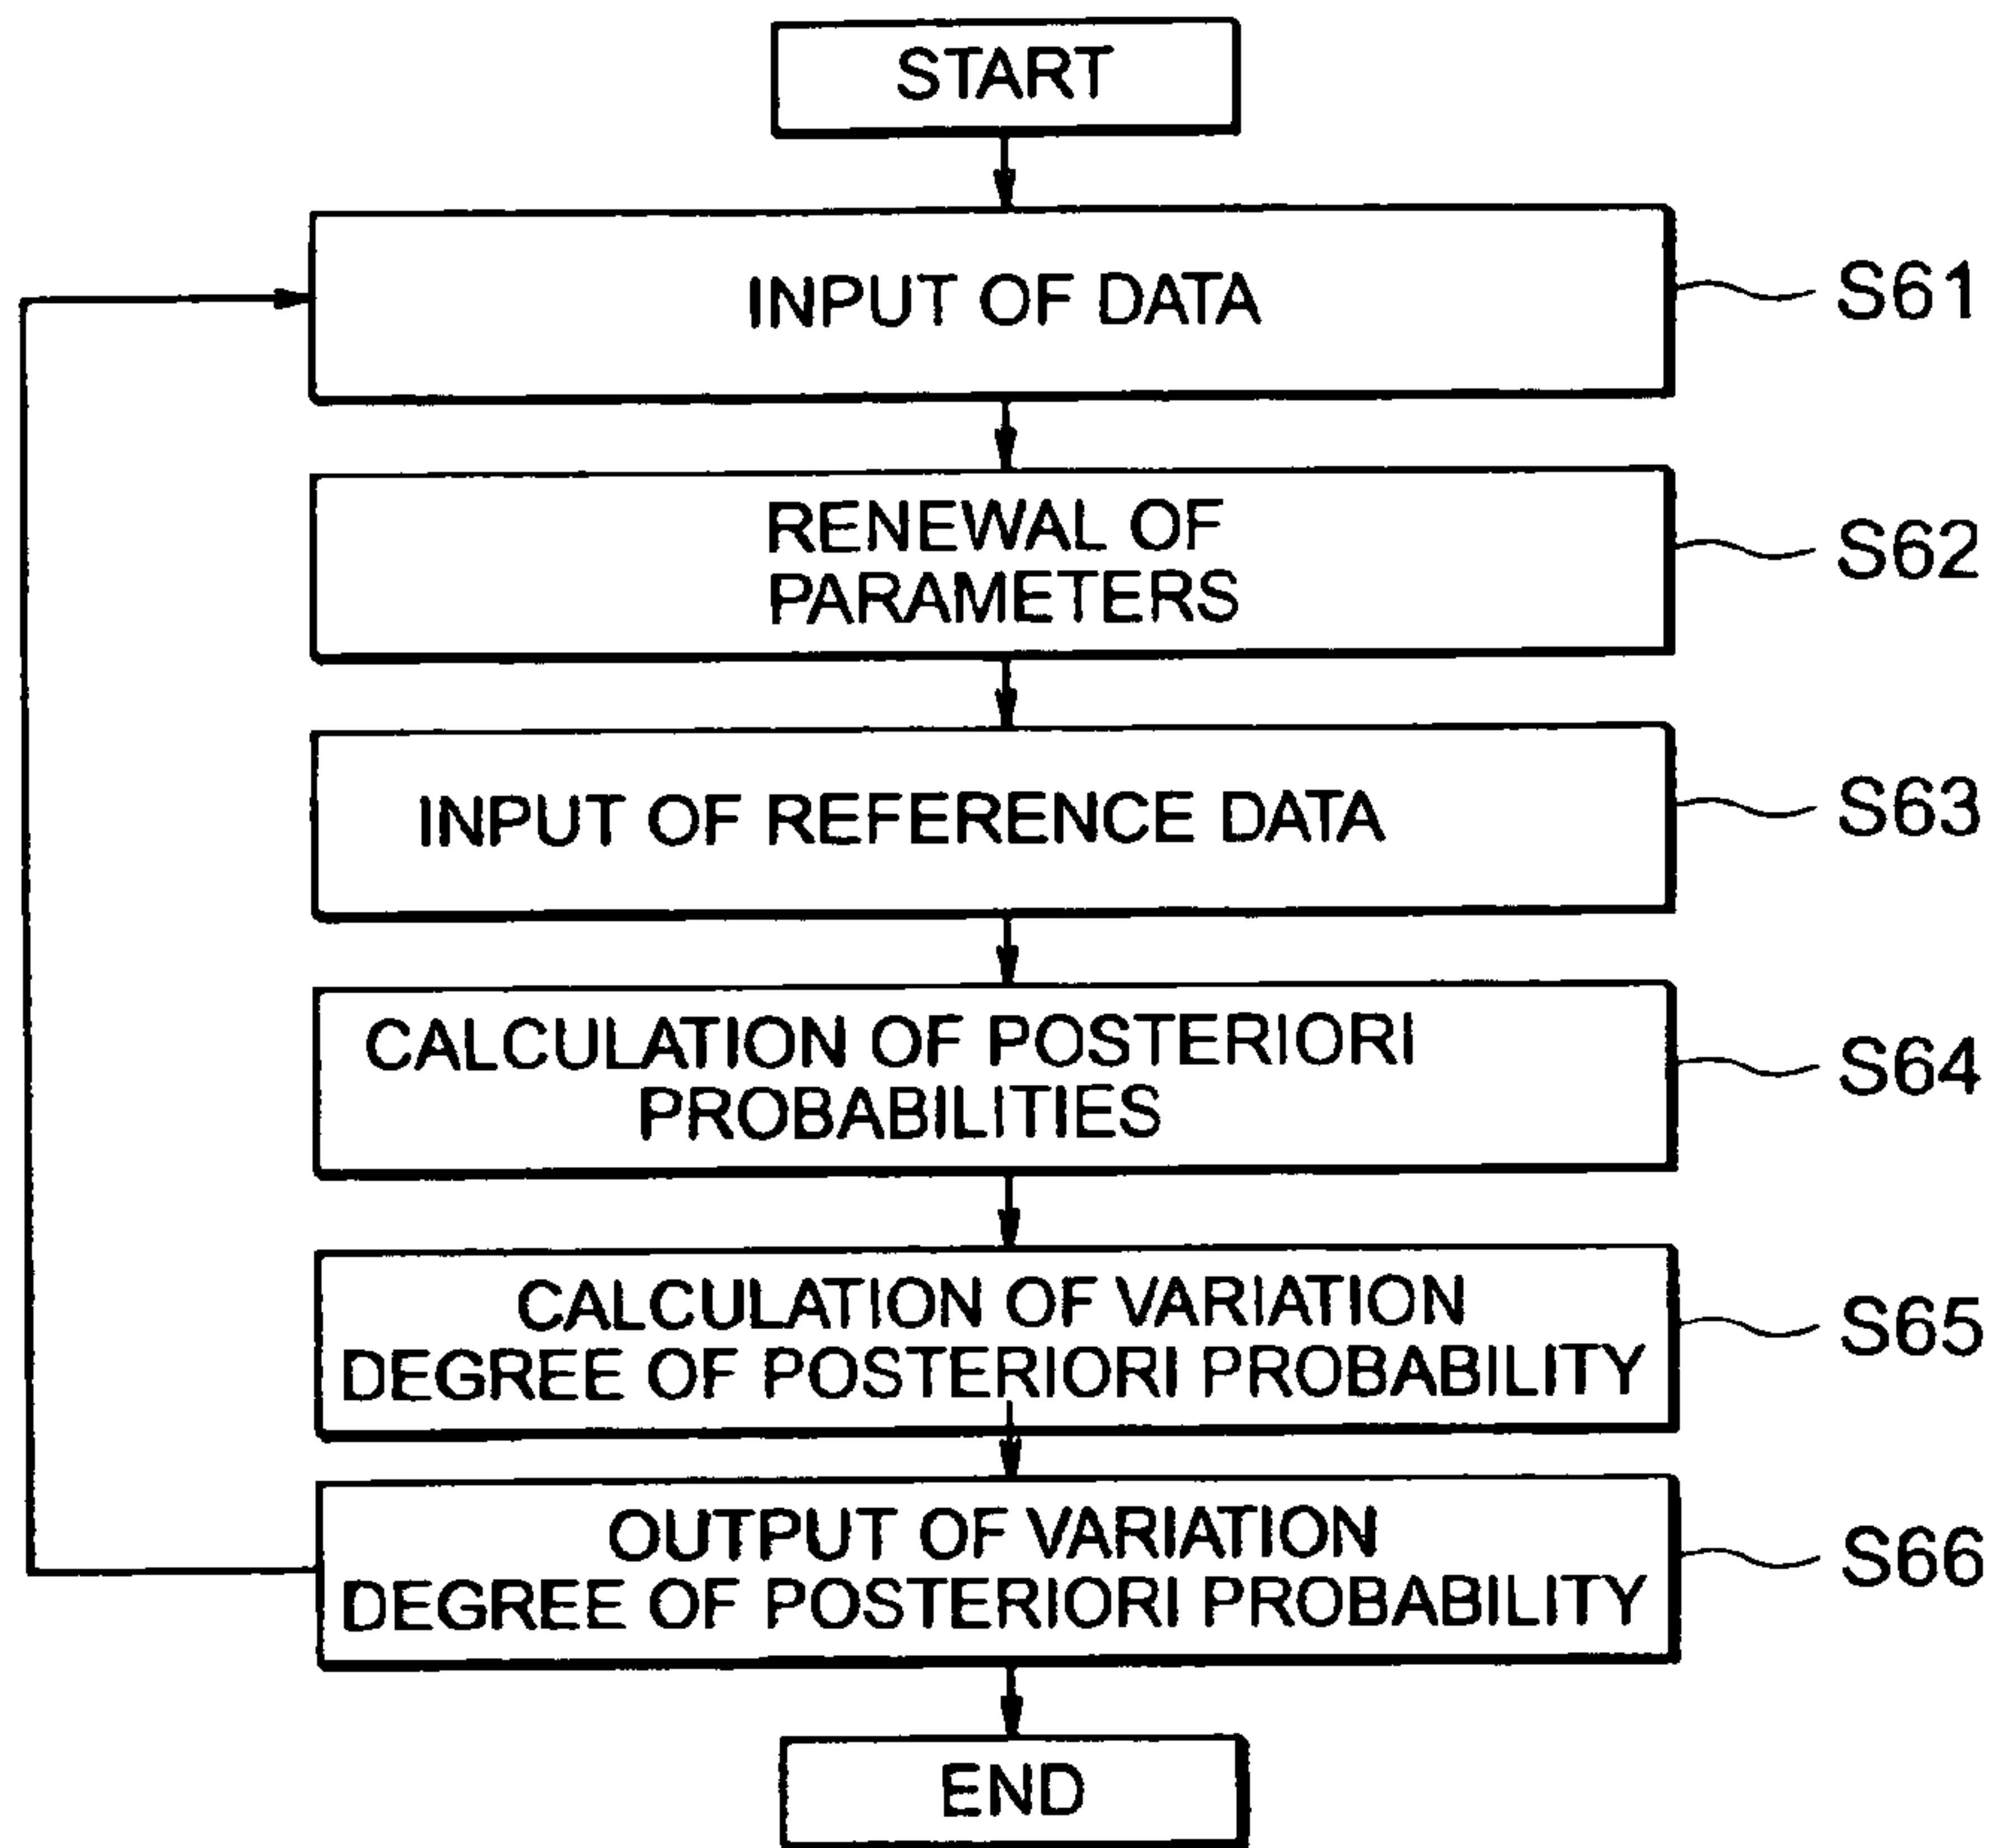 START
INPUT OF DATA
S61
RENEWAL OF
PARAMETERS
S62
INPUT OF REFERENCE DATA
S63
CALCULATION OF POSTERIORI
PROBABILITIES
S64
CALCULATION OF VARIATION
DEGREE OF POSTERIORI PROBABILITY
S65
OUTPUT OF VARIATION
DEGREE OF POSTERIORI PROBABILITY
S66
END